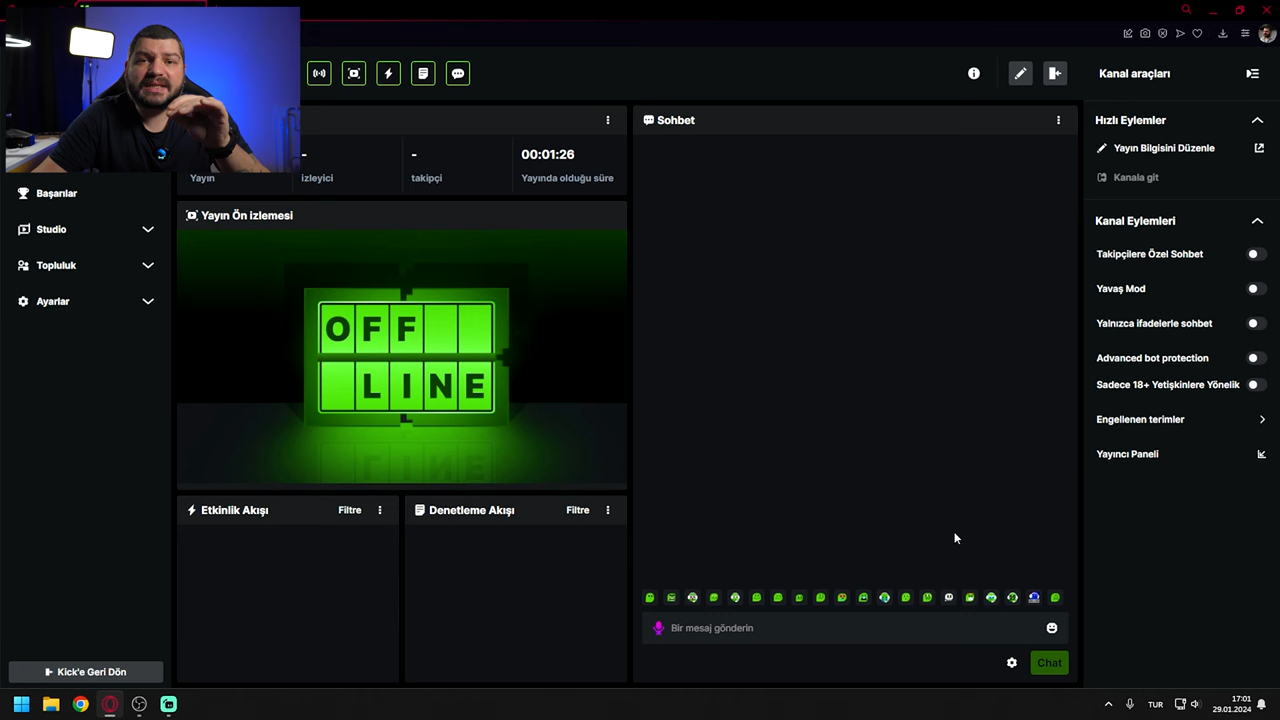 Kanal araçları
Sohbet
Hızlı Eylemler
-
-
00:01:26
Yayın Bilgisini Düzenle
Yayın
izleyici
takipçi
Yayında olduğu süre
Kanala git
Başarılar
Yayın Ön izlemesi
Kanal Eylemleri
Studio
Takipçilere Özel Sohbet
Topluluk
Yavaş Mod
Ayarlar
OFF
LINE
Yalnızca ifadelerle sohbet
Advanced bot protection
Sadece 18+ Yetişkinlere Yönelik
Engellenen terimler
Yayıncı Paneli
Etkinlik Akışı
Filtre
Denetleme Akışı
Filtre
Bir mesaj gönderin
Chat
Kick'e Geri Dön
TUR
17:01
29.01.2024